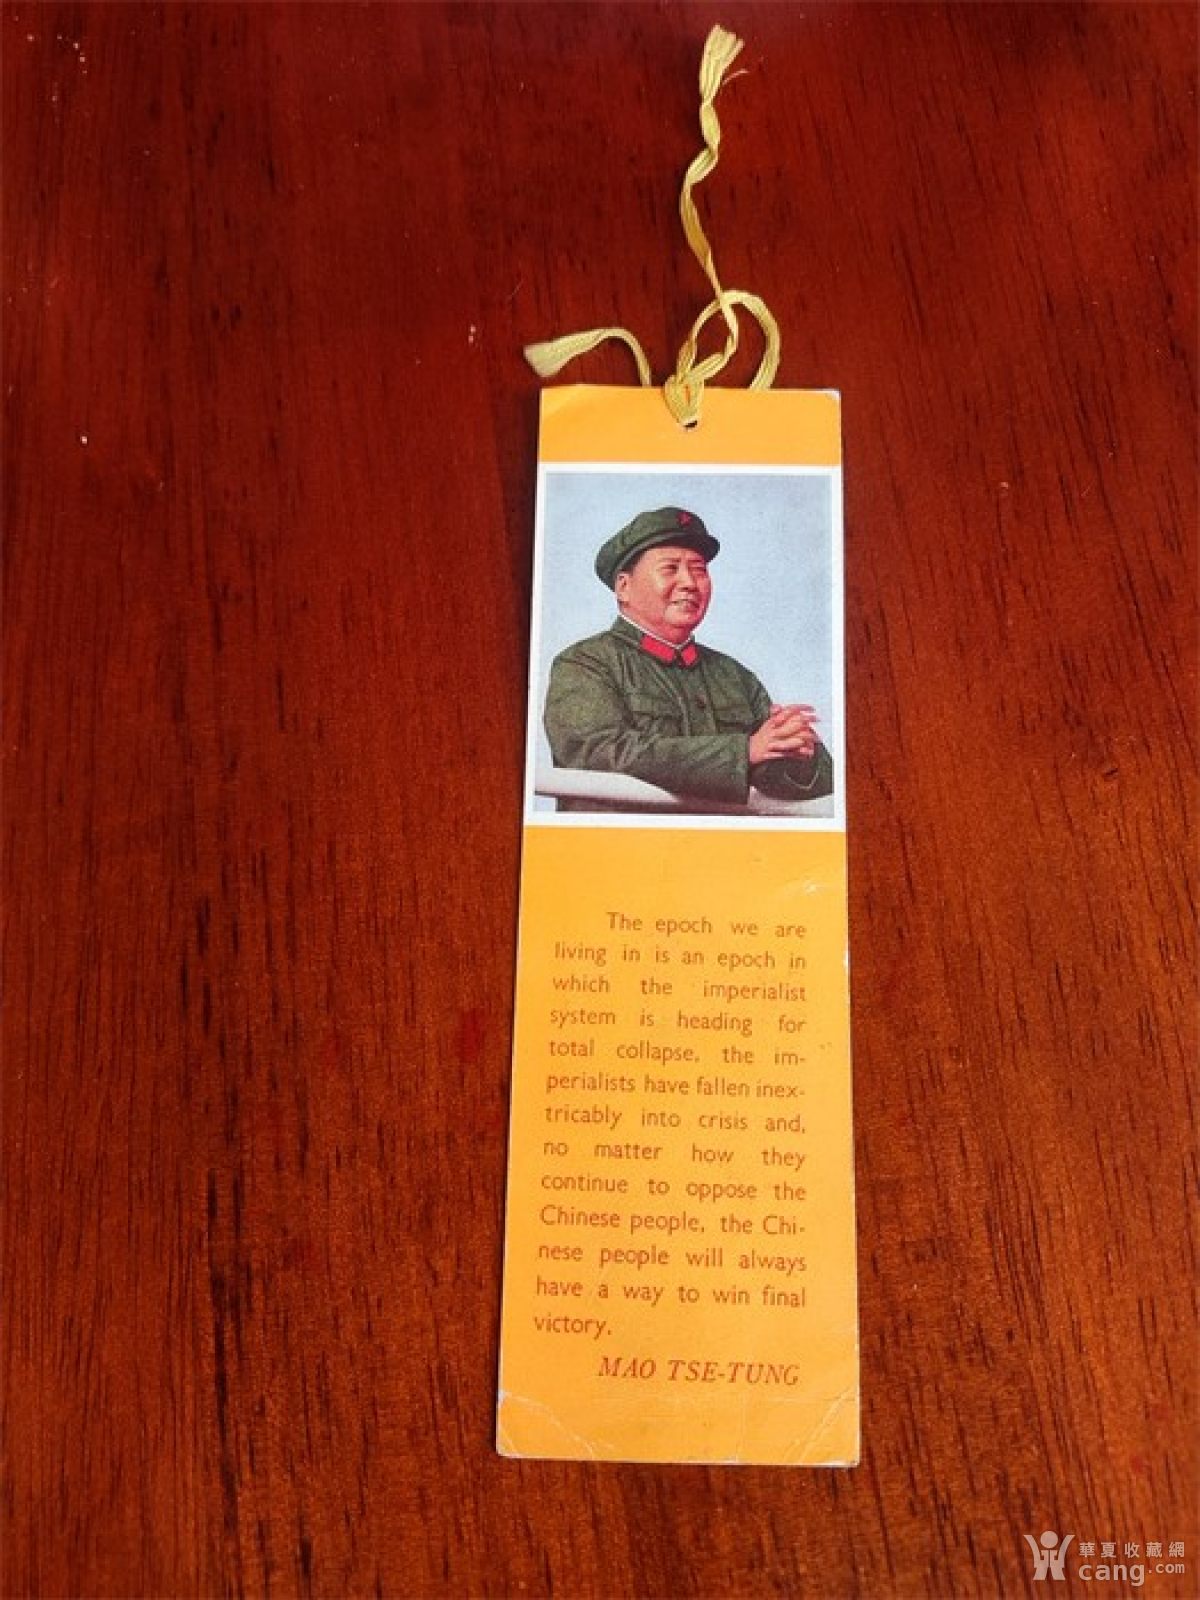 The epoch we are
living in is an epoch in
which the imperialist
system is heading for
total collapse, the im-
perialists have fallen inex-
tricably into crisis and,
no matter how they
continue to oppose the
Chinese people, the Chi-
nese people will always
have a way to win final
victory.
MAO TSE-TUNG
華夏收藏網
cang.com